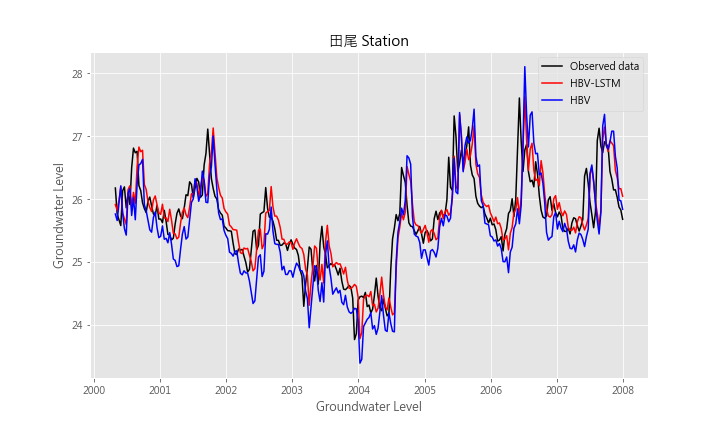 田尾 Station
Groundwater Level
28
27
26
25
24
Observed data
HBV-LSTM
HBV
2000 2001 2002 2003 2004 2005 2006 2007 2008
Groundwater Level